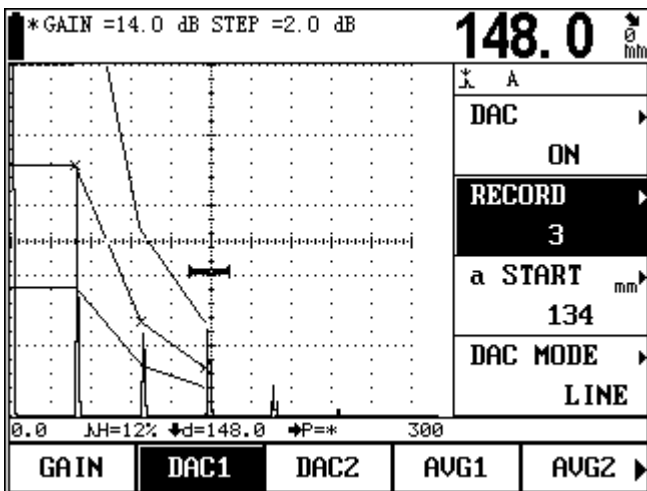 *GAIN =14.0 dB STEP =2.0 dB
148.0
0
mm
A
DAC
ON
RECORD
3
a START mm
134
DAC MODE
LINE
0.0 H=12% d=148.0 P=* 300
GAIN DAC1 DAC2 AVG1 AVG2